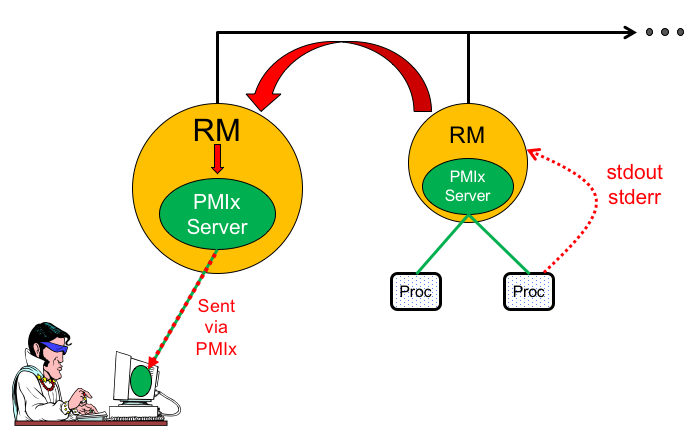 RM
PMIx
Server
Sent
via
PMIx
RM
PMIx
Server
Proc
Proc
stdout
stderr